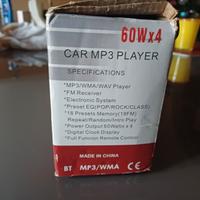 60Wx4
CAR MP3 PLAYER
SPECIFICATIONS
*MP3/WMA/WAV Player
*FM Receiver
*Electronic System
*Preset EQ(POP/ROCK/CLASS)
*18 Presets Memory(18FM)
*Repeat/Random/Intro Play
*Power Output 60Watts x 4
*Digital Clock Display
*Full Function Remote Control
MADE IN CHINA
BT MP3/WMA CE